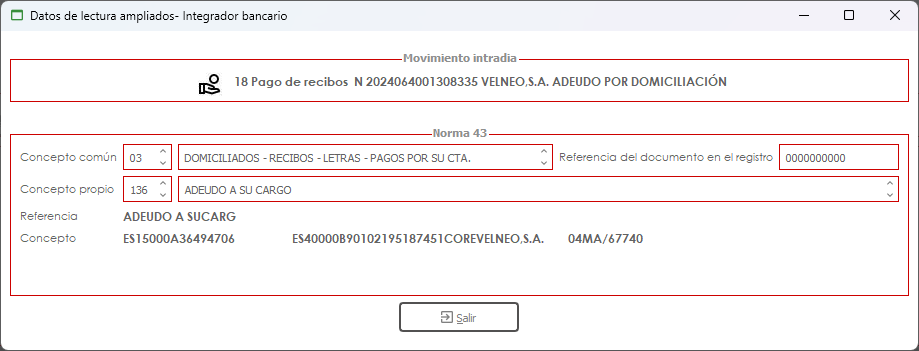 Datos de lectura ampliados- Integrador bancario
Movimiento intradia
18 Pago de recibos N 2024064001308335 VELNEO,S.A. ADEUDO POR DOMICILIACIÓN
Norma 43
Concepto común 03 DOMICILIADOS - RECIBOS - LETRAS - PAGOS POR SU CTA. Referencia del documento en el registro 0000000000
Concepto propio 136 ADEUDO A SU CARGO
Referencia ADEUDO A SUCARG
Concepto ES15000A36494706 ES40000B90102195187451COREVELNEO,S.A. 04MA/67740
Salir